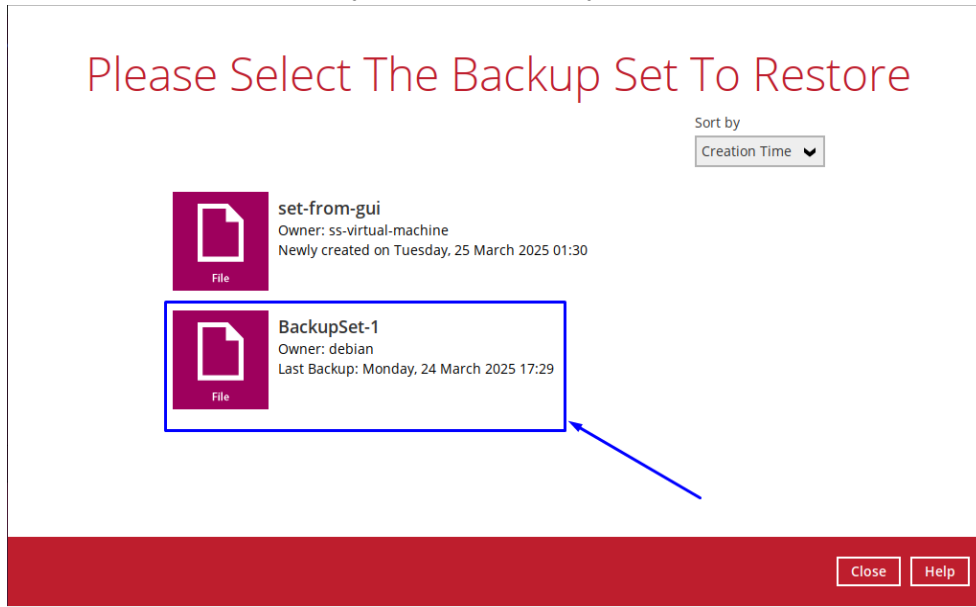 Please Select The Backup Set To Restore
Sort by
Creation Time
set-from-gui
Owner: ss-virtual-machine
Newly created on Tuesday, 25 March 2025 01:30
File
BackupSet-1
Owner: debian
Last Backup: Monday, 24 March 2025 17:29
File
Close
Help